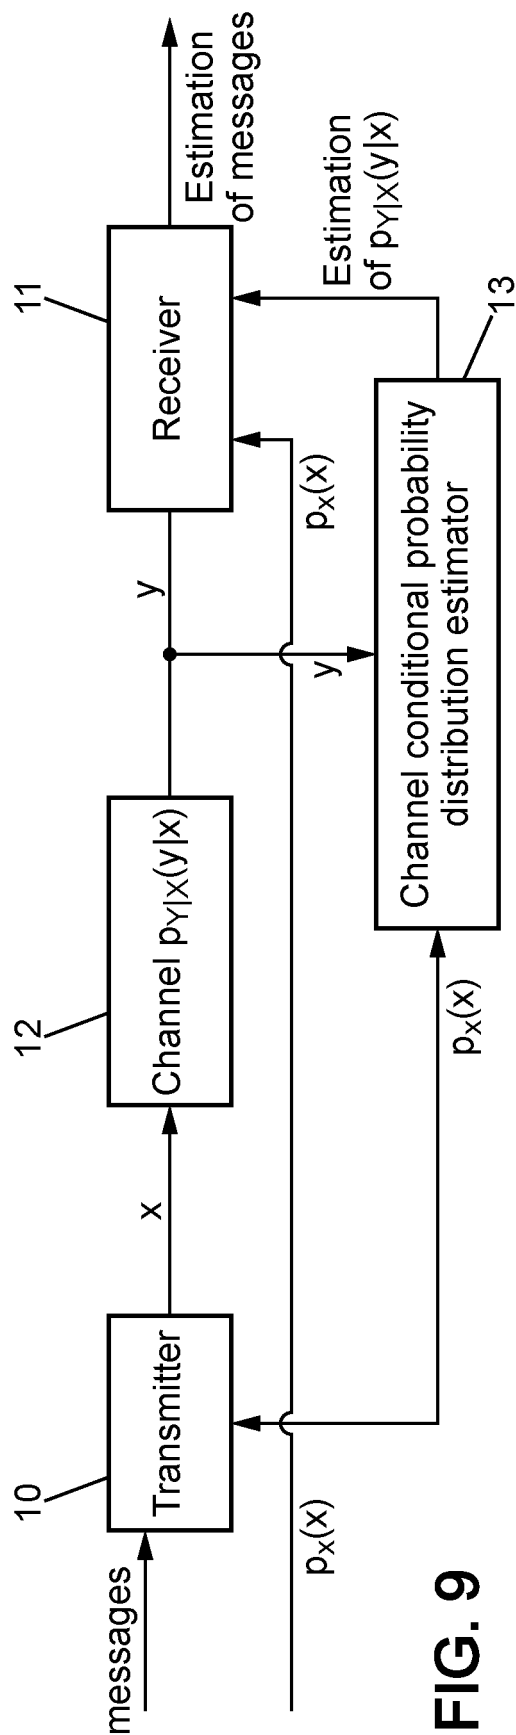 messages
10
Transmitter
x
12
Channel pY|X(y|x)
y
11
Receiver
Estimation
of messages
pX(x)
pX(x)
y
Estimation
of pY|X(y|x)
pX(x)
Channel conditional probability
distribution estimator
13
FIG. 9